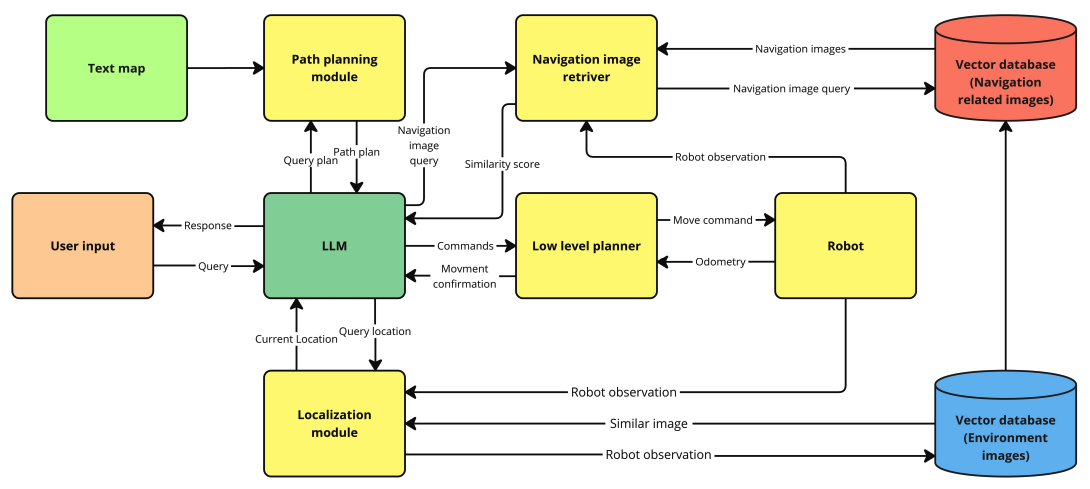 Text map
Path planning
module
Navigation image
retriver
Navigation images
Navigation image query
Vector database
(Navigation
related images)
Query plan
Path plan
Navigation
image
query
Similarity score
Robot observation
User input
Response
Query
LLM
Commands
Movment
confirmation
Low level planner
Move command
Odometry
Robot
Current Location
Query location
Localization
module
Robot observation
Similar image
Robot observation
Vector database
(Environment
images)